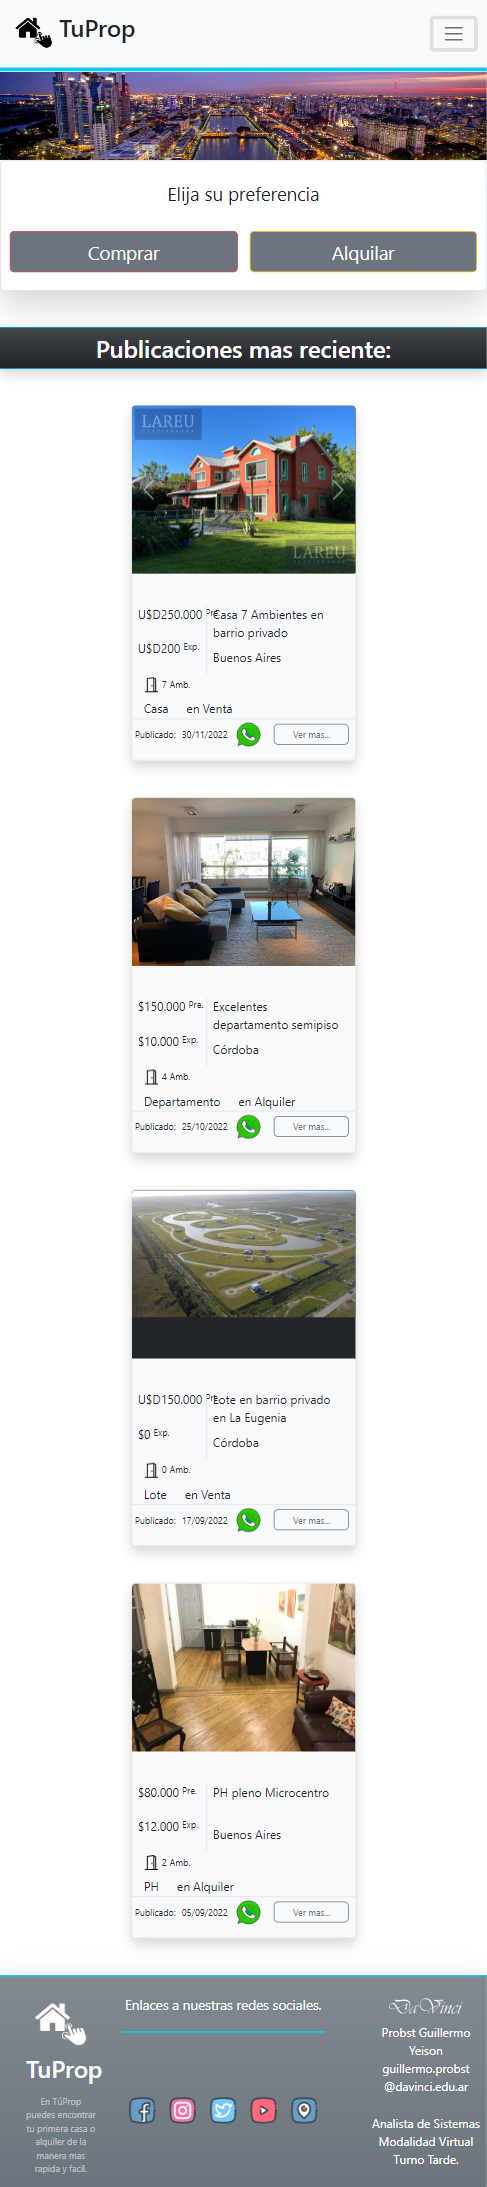 TuProp
Elija su preferencia
Comprar
Alquilar
Publicaciones mas reciente:
LAREU
LAREU
U$D250.000 Pre.
Casa 7 Ambientes en
barrio privado
U$D200 Exp.
Buenos Aires
7 Amb.
Casa en Venta
Publicado: 30/11/2022
Ver mas...
$150.000 Pre.
Excelentes
departamento semipiso
$10.000 Exp.
Córdoba
4 Amb.
Departamento en Alquiler
Publicado: 25/10/2022
Ver mas...
U$D150.000 Pre.
Lote en barrio privado
en La Eugenia
$0 Exp.
Córdoba
0 Amb.
Lote en Venta
Publicado: 17/09/2022
Ver mas...
$80.000 Pre.
PH pleno Microcentro
$12.000 Exp.
Buenos Aires
2 Amb.
PH en Alquiler
Publicado: 05/09/2022
Ver mas...
TuProp
En TúProp
puedes encontrar
tu primera casa o
alquiler de la
manera mas
rapida y facil.
Enlaces a nuestras redes sociales.
DaVinci
Probst Guillermo
Yeison
guillermo.probst
@davinci.edu.ar
Analista de Sistemas
Modalidad Virtual
Turno Tarde.